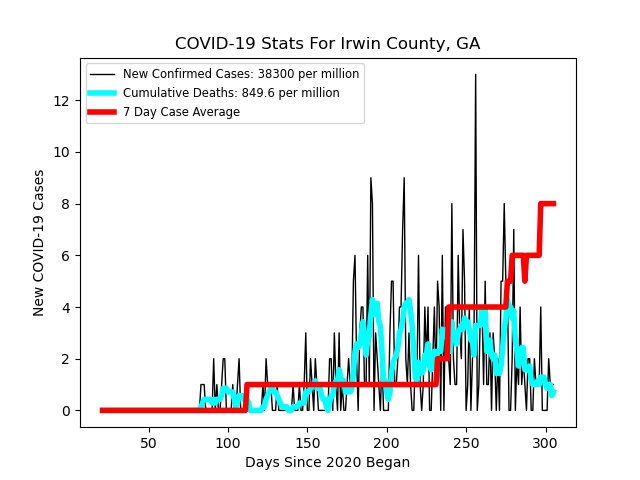 COVID-19 Stats For Irwin County, GA
New Confirmed Cases: 38300 per million
Cumulative Deaths: 849.6 per million
7 Day Case Average
12
10
8
6
4
2
0
New COVID-19 Cases
50 100 150 200 250 300
Days Since 2020 Began